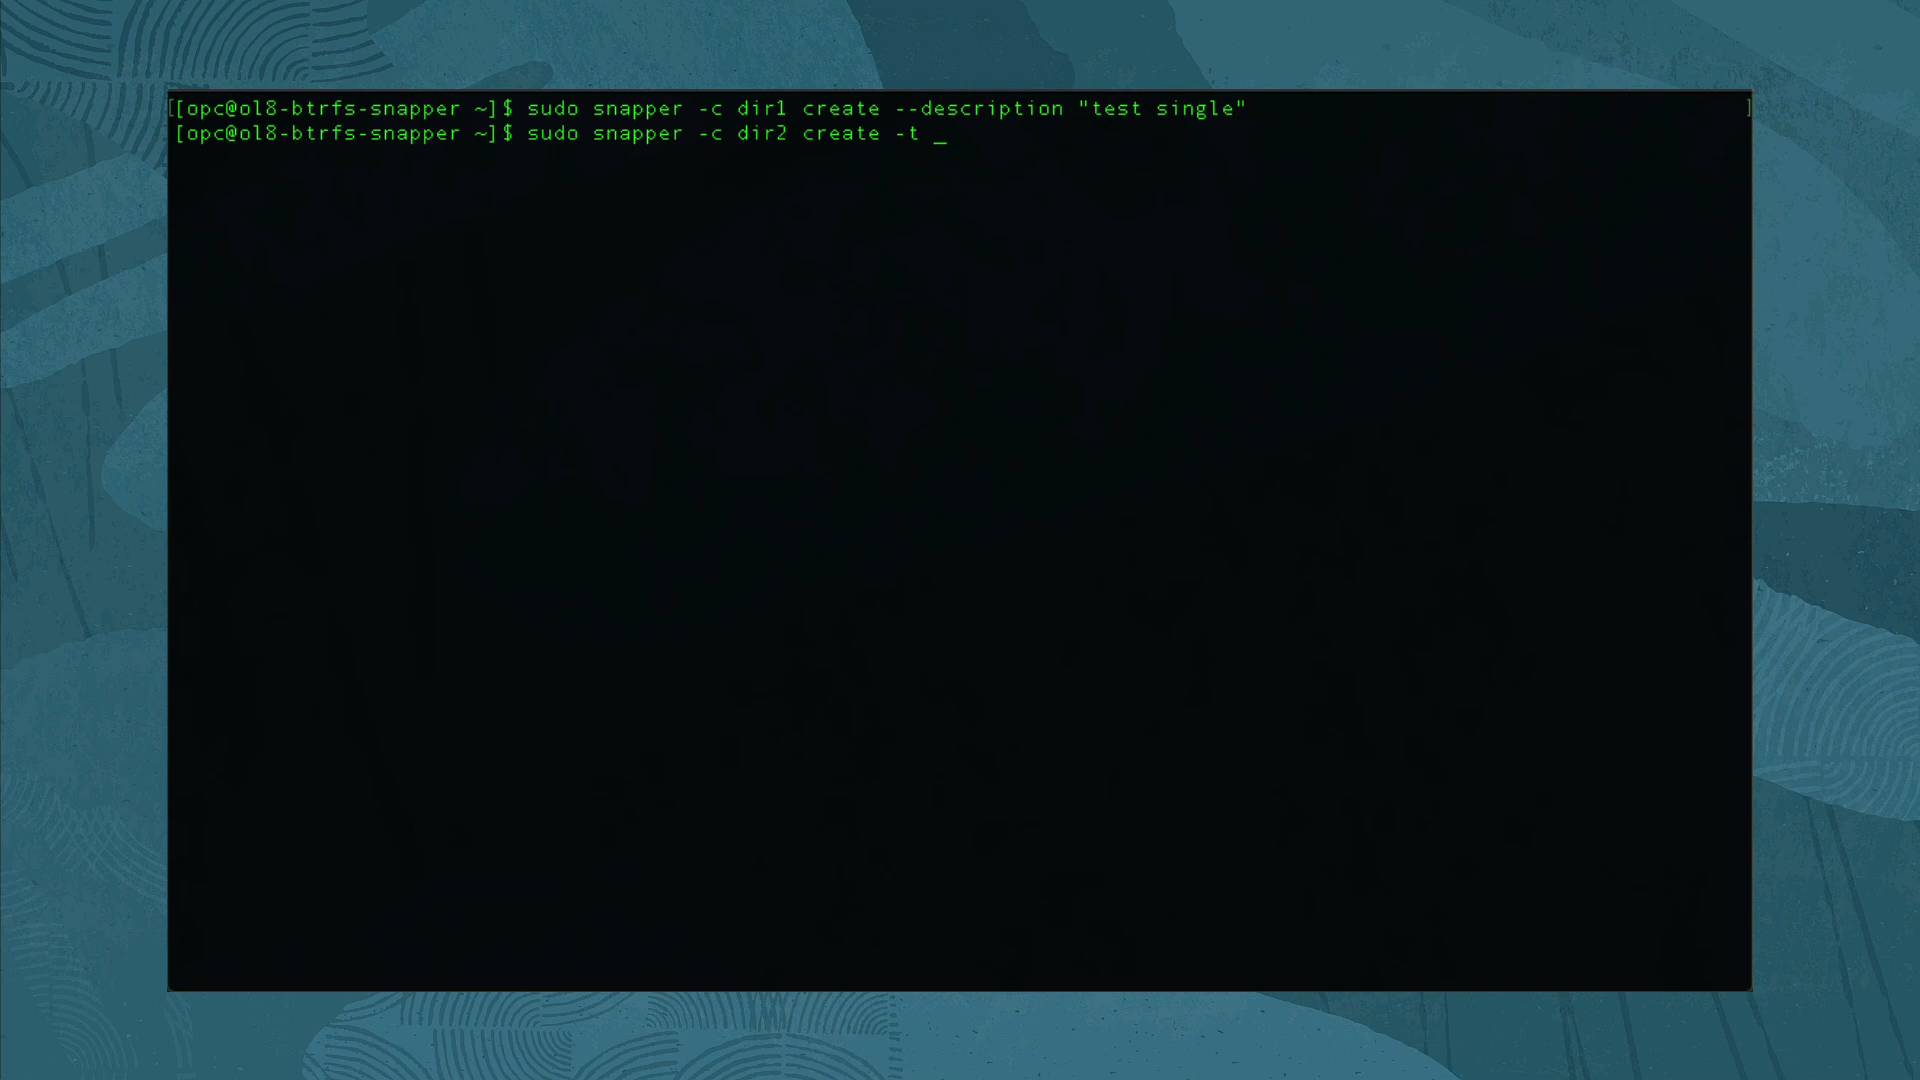 [[opc@ol8-btrfs-snapper ~]$ sudo snapper -c dir1 create --description "test single" ]
[opc@ol8-btrfs-snapper ~]$ sudo snapper -c dir2 create -t _